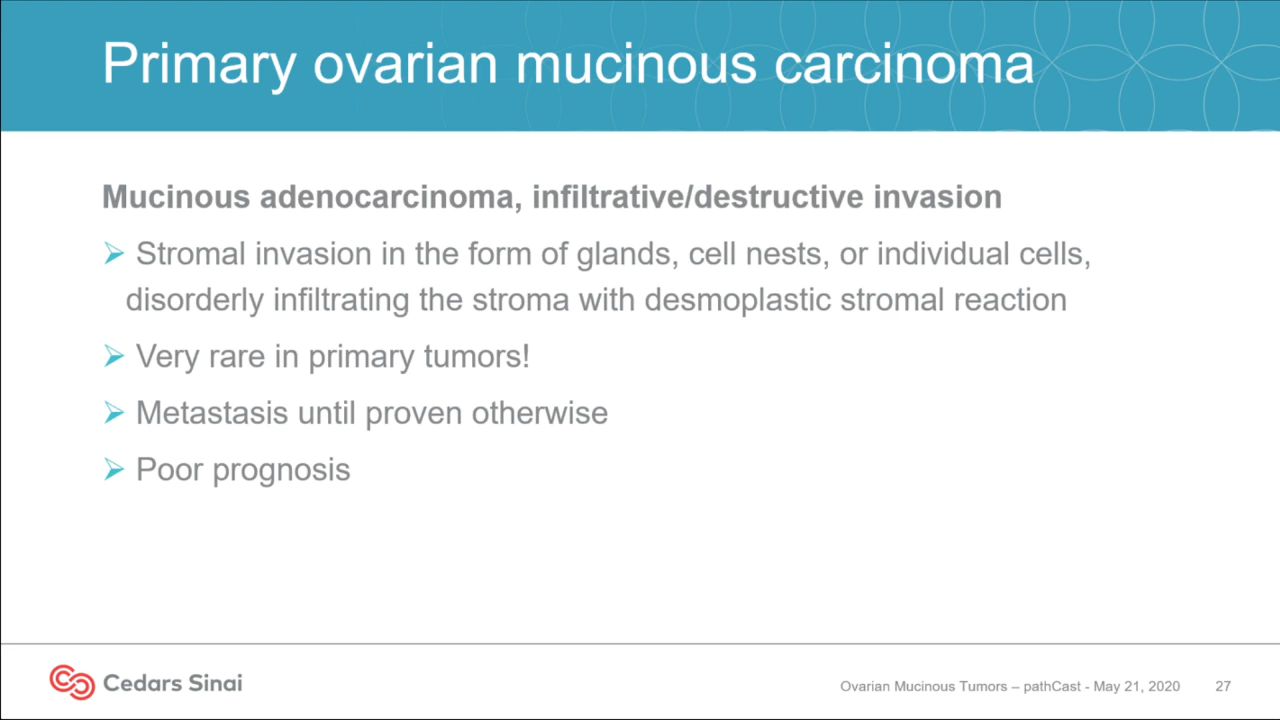 Primary ovarian mucinous carcinoma
Mucinous adenocarcinoma, infiltrative/destructive invasion
➢ Stromal invasion in the form of glands, cell nests, or individual cells,
disorderly infiltrating the stroma with desmoplastic stromal reaction
➢ Very rare in primary tumors!
➢ Metastasis until proven otherwise
➢ Poor prognosis
Cedars Sinai
Ovarian Mucinous Tumors – pathCast - May 21, 2020 27